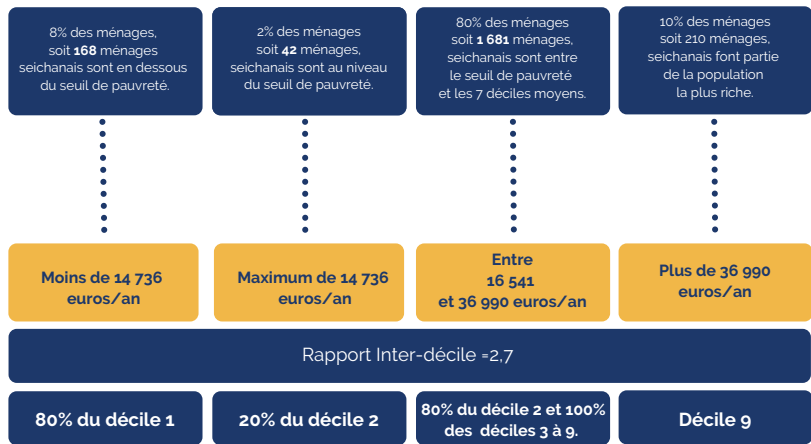 8% des ménages,
soit 168 ménages
seichanais sont en dessous
du seuil de pauvreté.
2% des ménages
soit 42 ménages,
seichanais sont au niveau
du seuil de pauvreté.
80% des ménages
soit 1 681 ménages,
seichanais sont entre
le seuil de pauvreté
et les 7 déciles moyens.
10% des ménages
soit 210 ménages,
seichanais font partie
de la population
la plus riche.
Moins de 14 736
euros/an
Maximum de 14 736
euros/an
Entre
16 541
et 36 990 euros/an
Plus de 36 990
euros/an
Rapport Inter-décile =2,7
80% du décile 1
20% du décile 2
80% du décile 2 et 100%
des déciles 3 à 9.
Décile 9